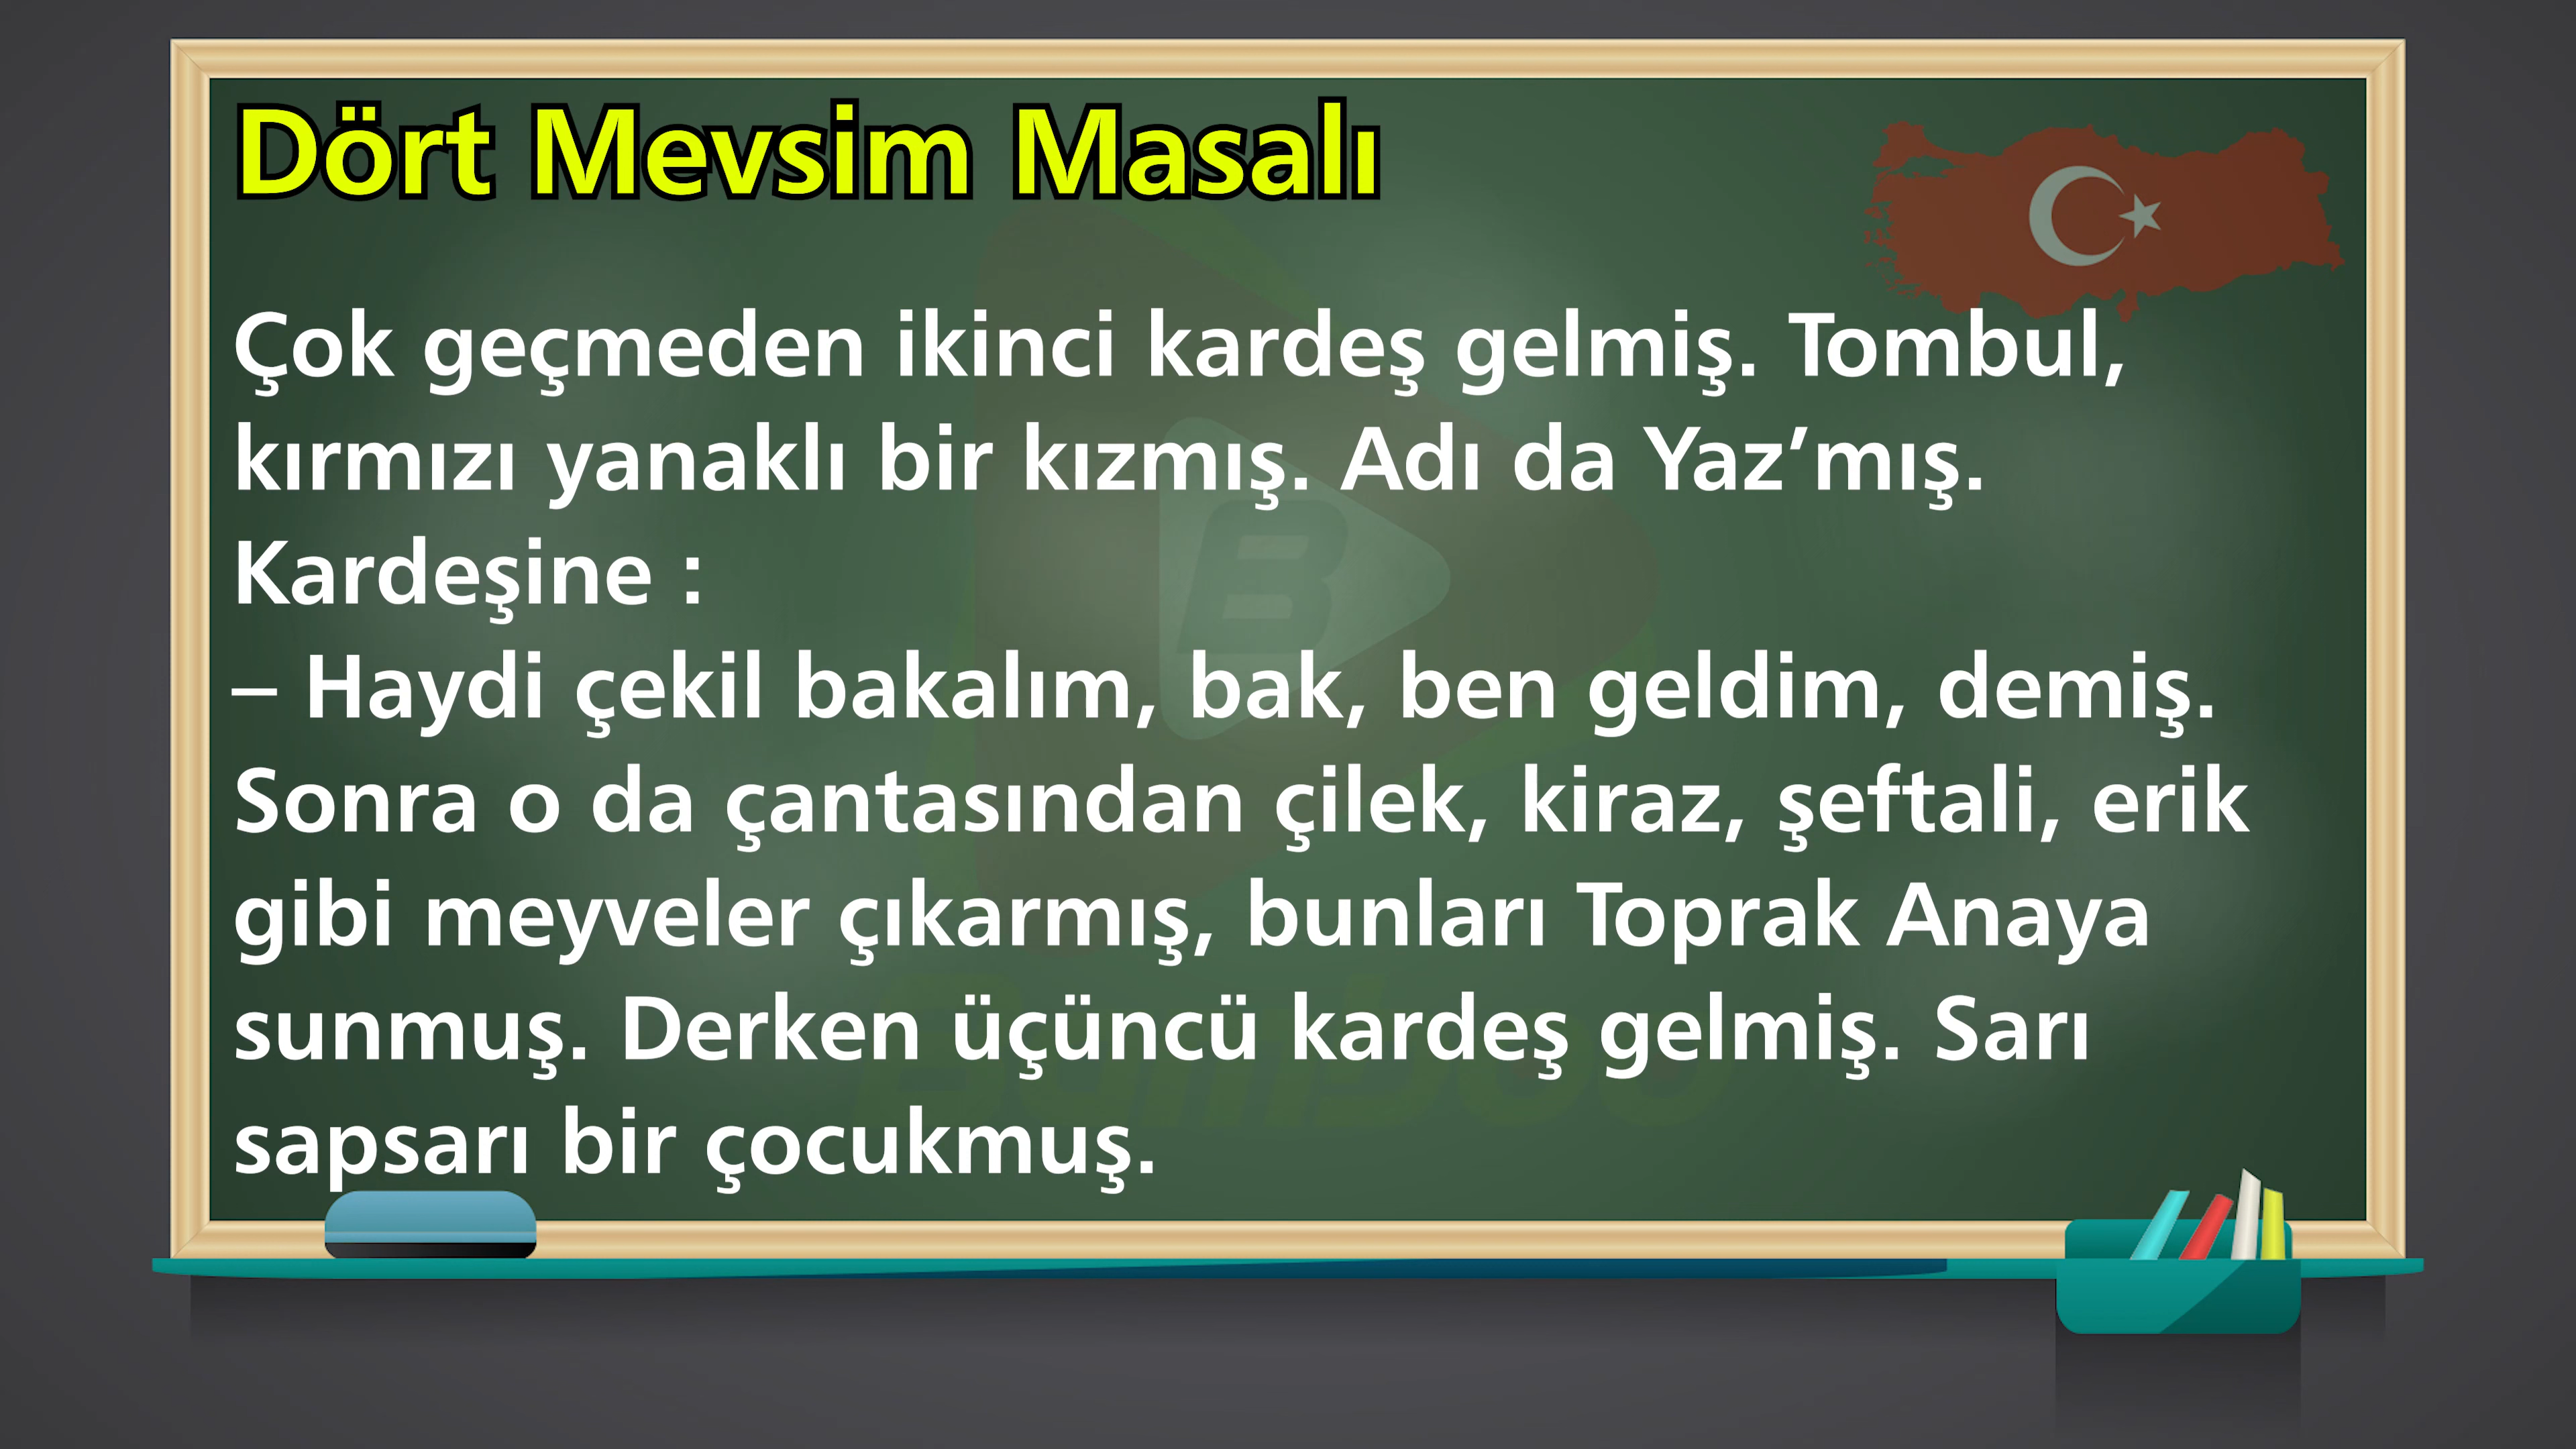 Dört Mevsim Masalı
Çok geçmeden ikinci kardeş gelmiş. Tombul,
kırmızı yanaklı bir kızmış. Adı da Yaz’mış.
Kardeşine :
– Haydi çekil bakalım, bak, ben geldim, demiş.
Sonra o da çantasından çilek, kiraz, şeftali, erik
gibi meyveler çıkarmış, bunları Toprak Anaya
sunmuş. Derken üçüncü kardeş gelmiş. Sarı
sapsarı bir çocukmuş.
B